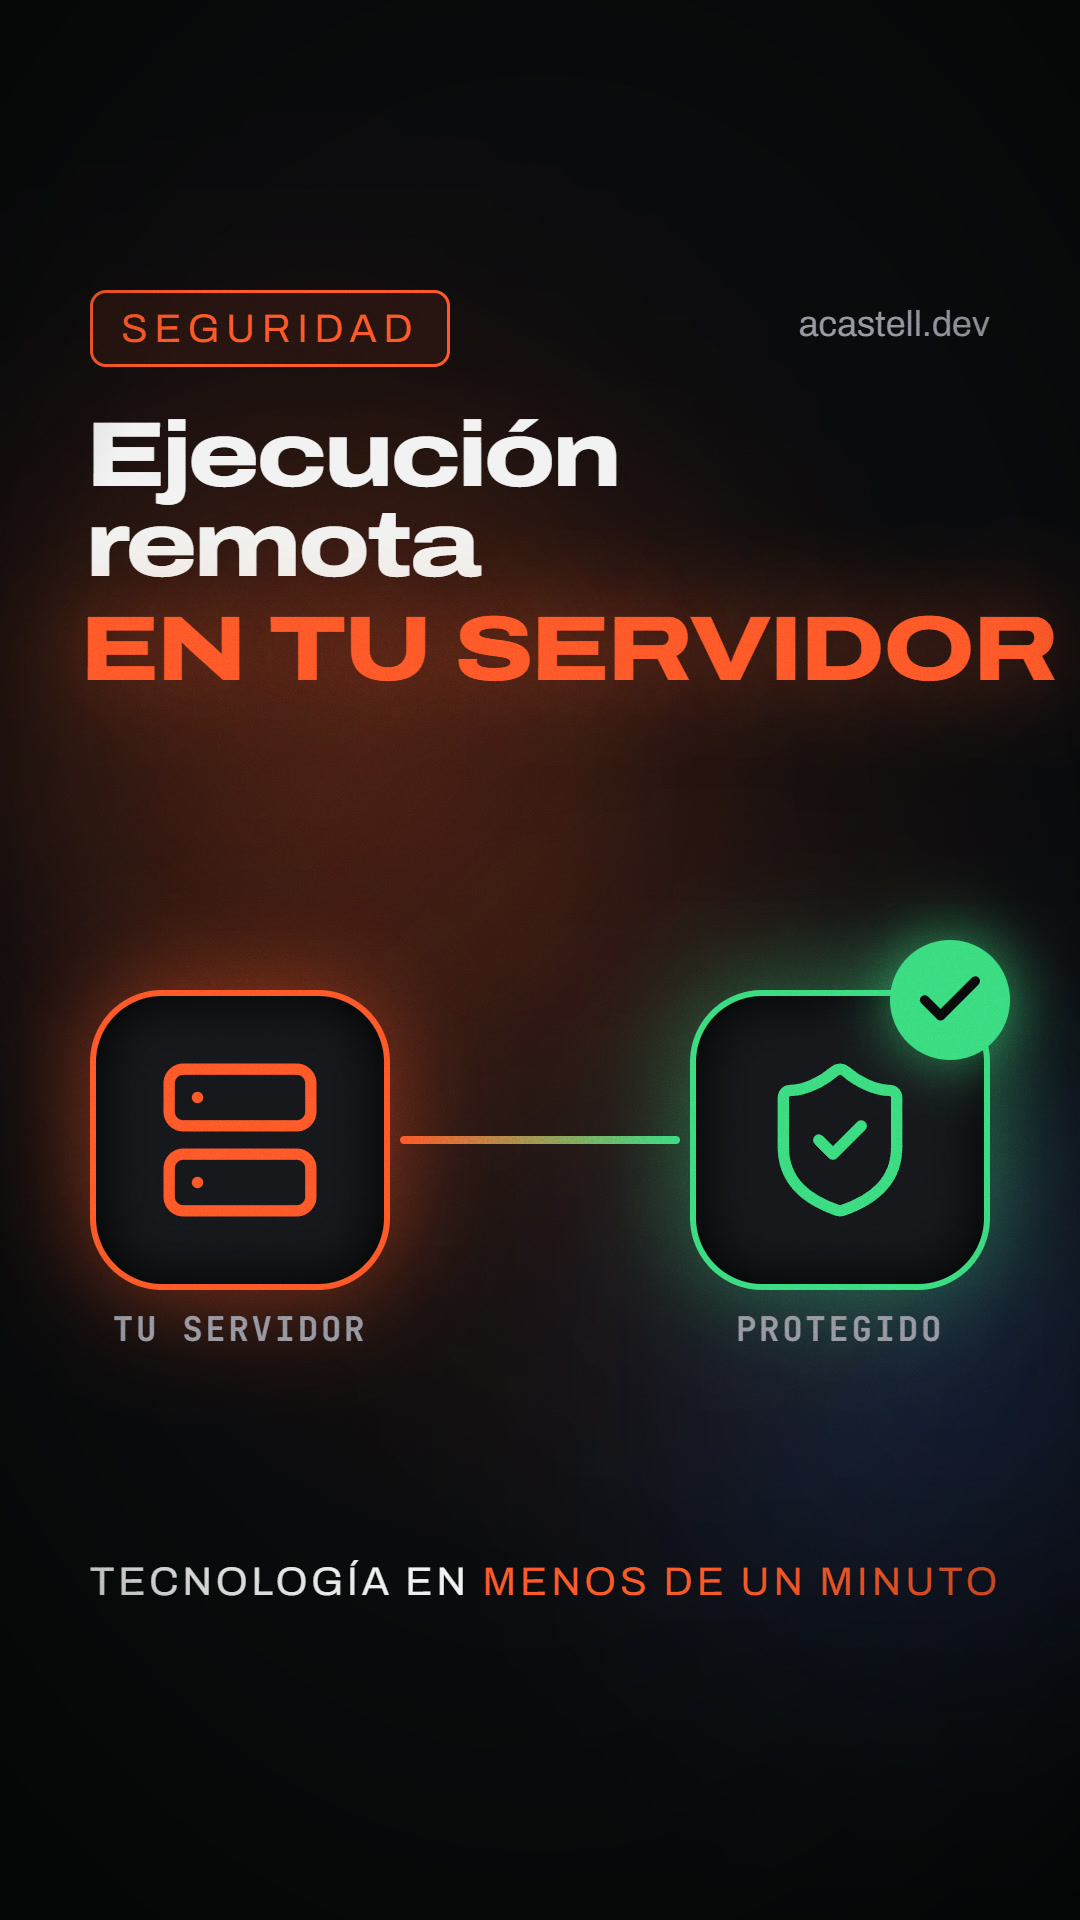 SEGURIDAD
acastell.dev
Ejecución
remota
EN TU SERVIDOR
TU SERVIDOR
PROTEGIDO
TECNOLOGÍA EN MENOS DE UN MINUTO